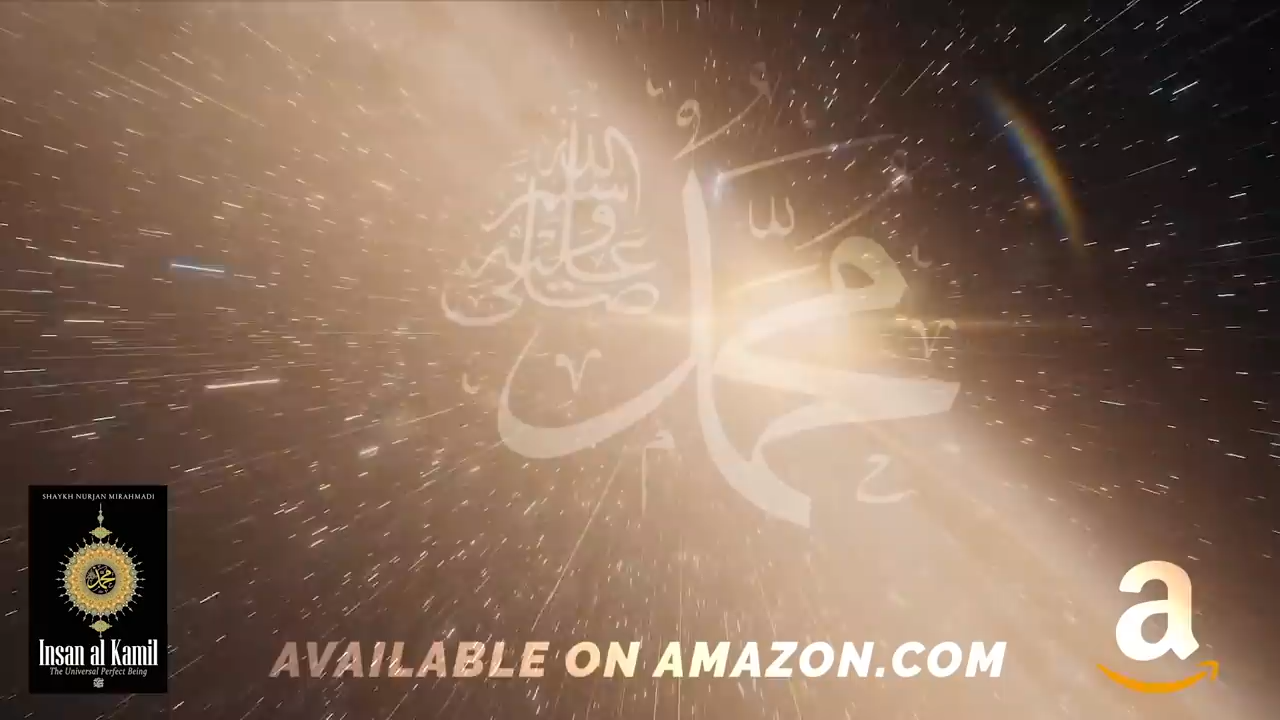 محمد
صلى الله عليه وسلم
SHAYKH NURJAN MIRAHMADI
محمد
Insan al Kamil
The Universal Perfect Being
AVAILABLE ON AMAZON.COM
a